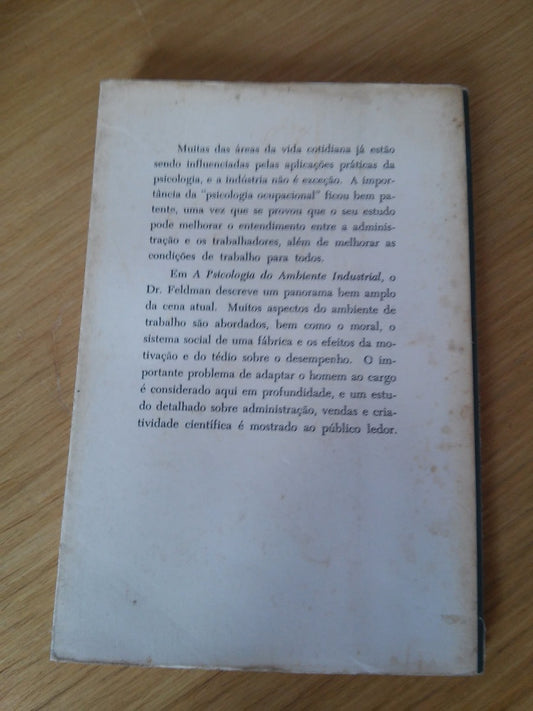 Muitas das áreas da vida cotidiana já estão
sendo influenciadas pelas aplicações práticas da
psicologia, e a indústria não é exceção. A impor-
tância da "psicologia ocupacional" ficou bem pa-
tente, uma vez que se provou que o seu estudo
pode melhorar o entendimento entre a adminis-
tração e os trabalhadores, além de melhorar as
condições de trabalho para todos.
Em A Psicologia do Ambiente Industrial, o
Dr. Feldman descreve um panorama bem amplo
da cena atual. Muitos aspectos do ambiente de
trabalho são abordados, bem como o moral, o
sistema social de uma fábrica e os efeitos da mo-
tivação e do tédio sobre o desempenho. O im-
portante problema de adaptar o homem ao cargo
é considerado aqui em profundidade, e um estu-
do detalhado sobre administração, vendas e cria-
tividade científica é mostrado ao público ledor.